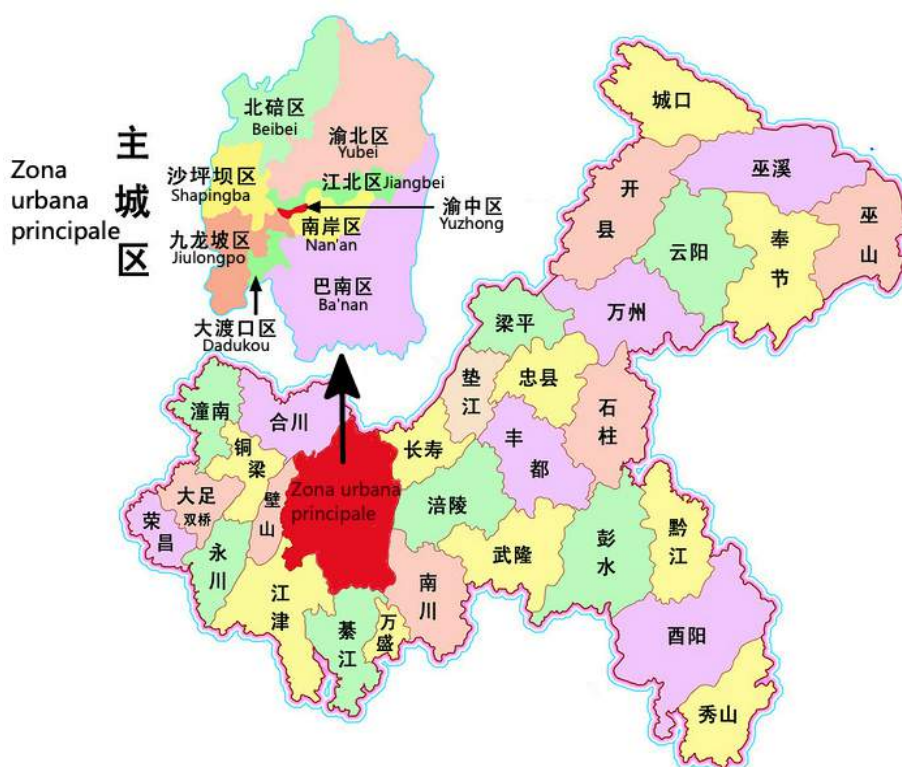 主城区
Zona
urbana
principale
北碚区
Beibei
渝北区
Yubei
沙坪坝区
Shapingba
江北区 Jiangbei
渝中区
Yuzhong
南岸区
Nan'an
九龙坡区
Jiulongpo
巴南区
Ba'nan
大渡口区
Dadukou
城口
巫溪
开县
巫山
奉节
云阳
万州
梁平
忠县
垫江
石柱
丰都
长寿
涪陵
潼南
合川
铜梁
大足
双桥
璧山
荣昌
永川
Zona urbana
principale
江津
綦江
万盛
南川
武隆
彭水
黔江
酉阳
秀山